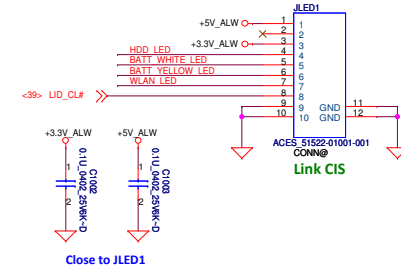 JLED1
+5V_ALW 1 1
2 2
+3.3V_ALW 3 3
HDD_LED 4 4
BATT_WHITE_LED 5 5
BATT_YELLOW_LED 6 6
WLAN_LED 7 7
<39> LID_CL# 8 8
9 9 GND 11
10 10 GND 12
ACES_51522-01001-001
CONN@
Link CIS
+3.3V_ALW +5V_ALW
1 1
2 2
C1002
0.1U_0402_25V6K~D
C1003
0.1U_0402_25V6K~D
Close to JLED1